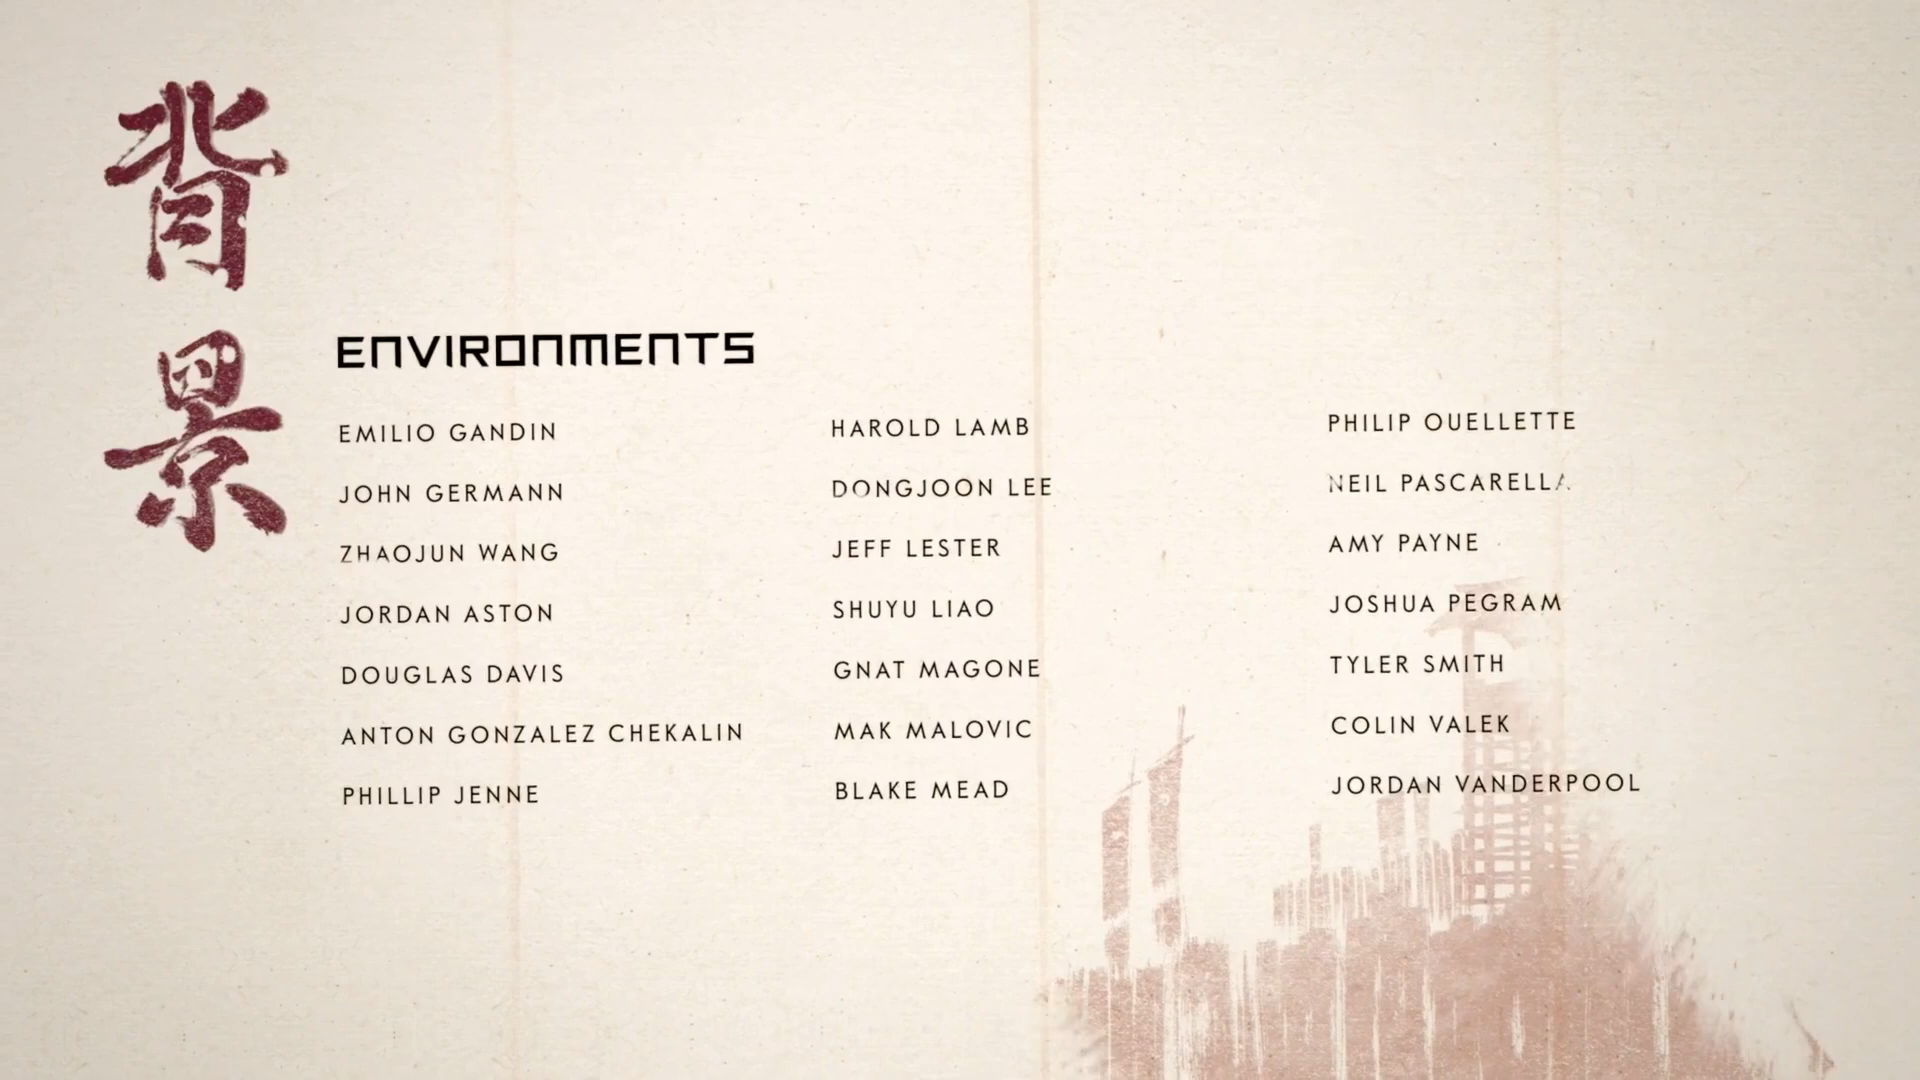 背景
ENVIRONMENTS
EMILIO GANDIN
JOHN GERMANN
ZHAOJUN WANG
JORDAN ASTON
DOUGLAS DAVIS
ANTON GONZALEZ CHEKALIN
PHILLIP JENNE
HAROLD LAMB
DONGJOON LEE
JEFF LESTER
SHUYU LIAO
GNAT MAGONE
MAK MALOVIC
BLAKE MEAD
PHILIP OUELLETTE
NEIL PASCARELLA
AMY PAYNE
JOSHUA PEGRAM
TYLER SMITH
COLIN VALEK
JORDAN VANDERPOOL